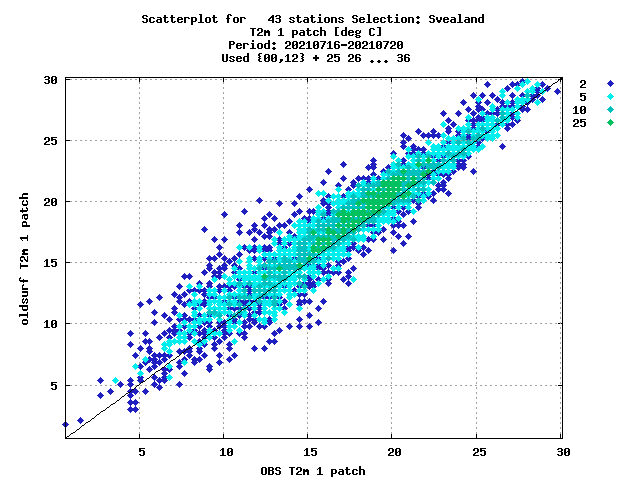 Scatterplot for   43 stations Selection: Svealand
T2m 1 patch [deg C]
Period: 20210716-20210720
Used {00,12} + 25 26 ... 36
30
25
20
15
10
5
oldsurf T2m 1 patch
2
5
10
25
5 10 15 20 25 30
OBS T2m 1 patch